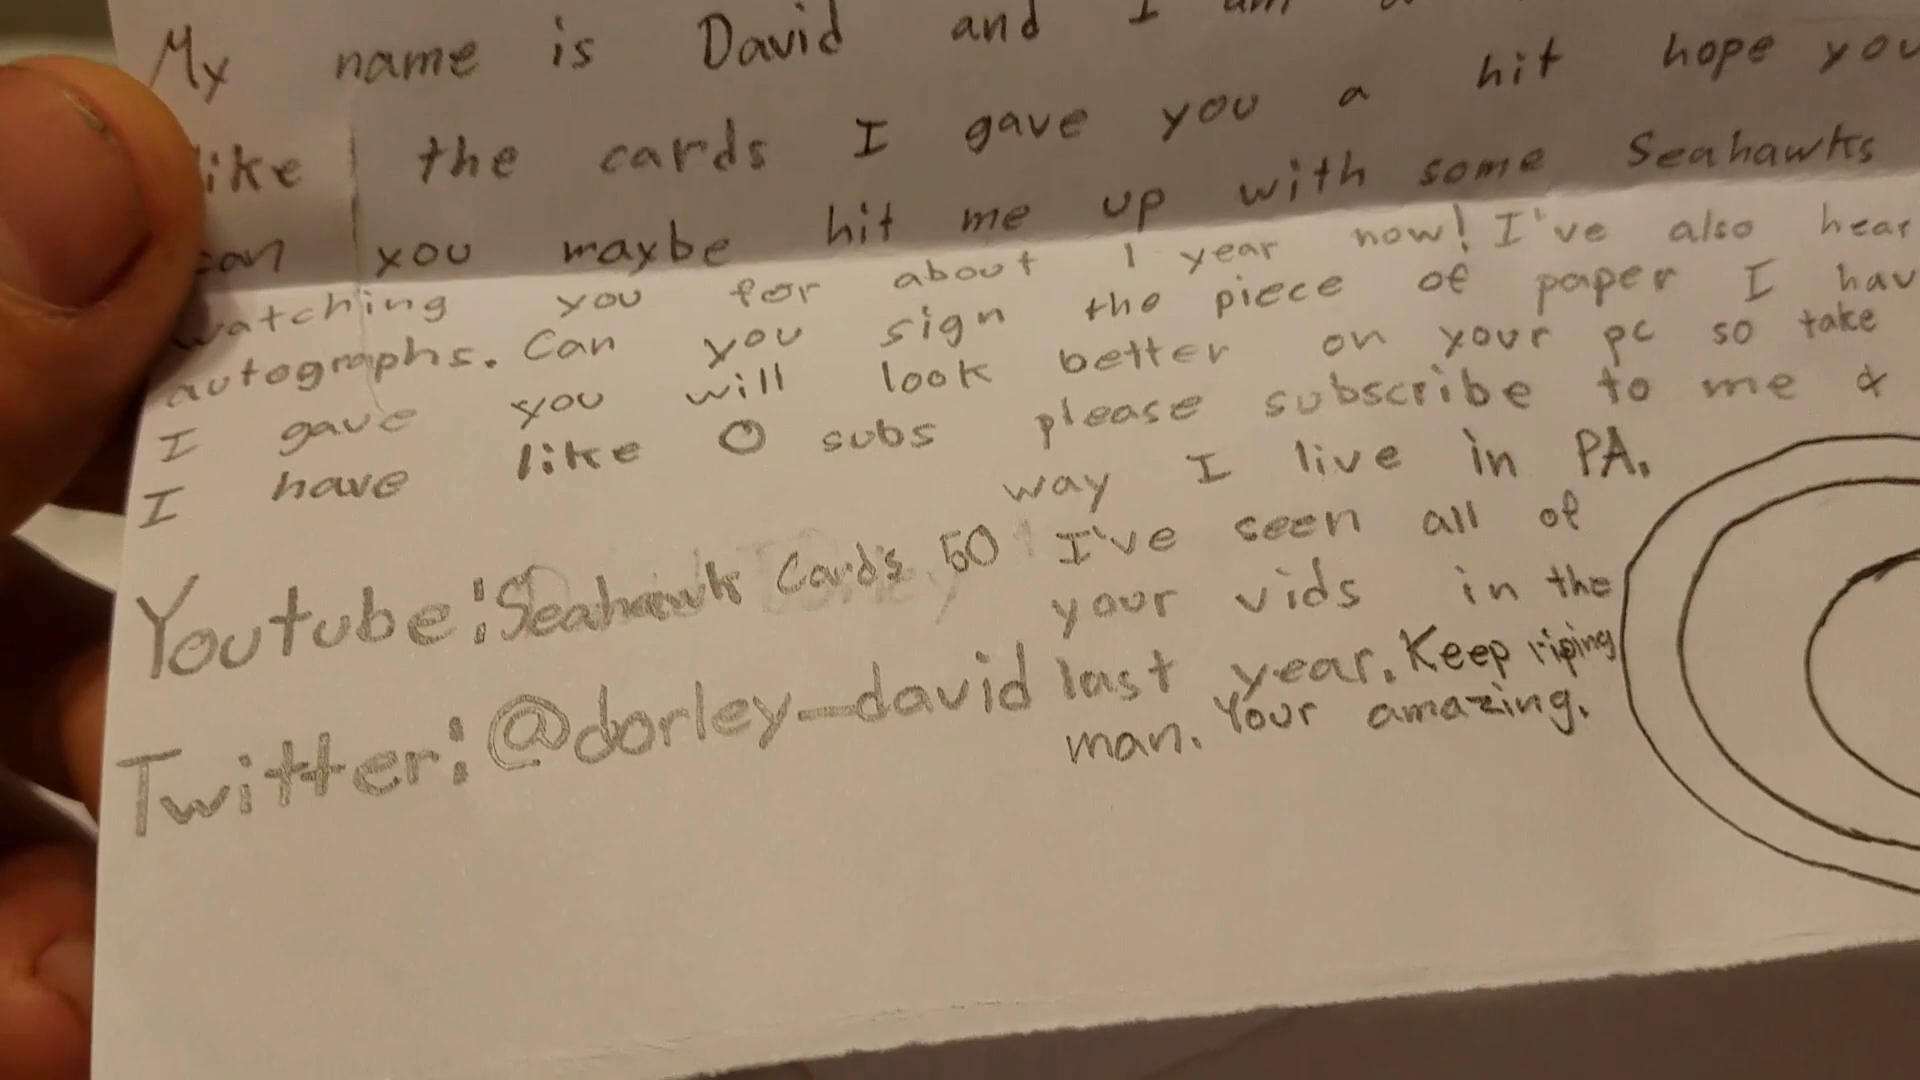 My name is David and I am
like the cards I gave you a hit hope you
can you maybe hit me up with some Seahawks
watching you for about 1 year now! I've also hear
autographs. Can you sign the piece of paper I hav
I gave you will look better on your pc so take
I have like 0 subs please subscribe to me &
way I live in PA.
Youtube: Seahawk Cards 50
Twitter: @dorley_david
I've seen all of
your vids in the
last year. Keep riping
man. Your amazing.